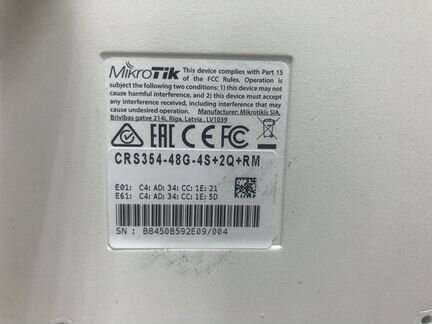 MikroTik This device complies with Part 15
of the FCC Rules. Operation is
subject to the following two conditions: 1) this device may not
cause harmful interference, and 2) this device must accept
any interference received, including interference that may
cause undesired operation. Manufacturer: Mikrotikls SIA,
Brivibas gatve 214i, Riga, Latvia, LV1039
EAC CE FC
CRS354-48G-4S+2Q+RM
E01: C4:AD:34:CC:1E:21
E61: C4:AD:34:CC:1E:5D
SN : B8450B592E09/004